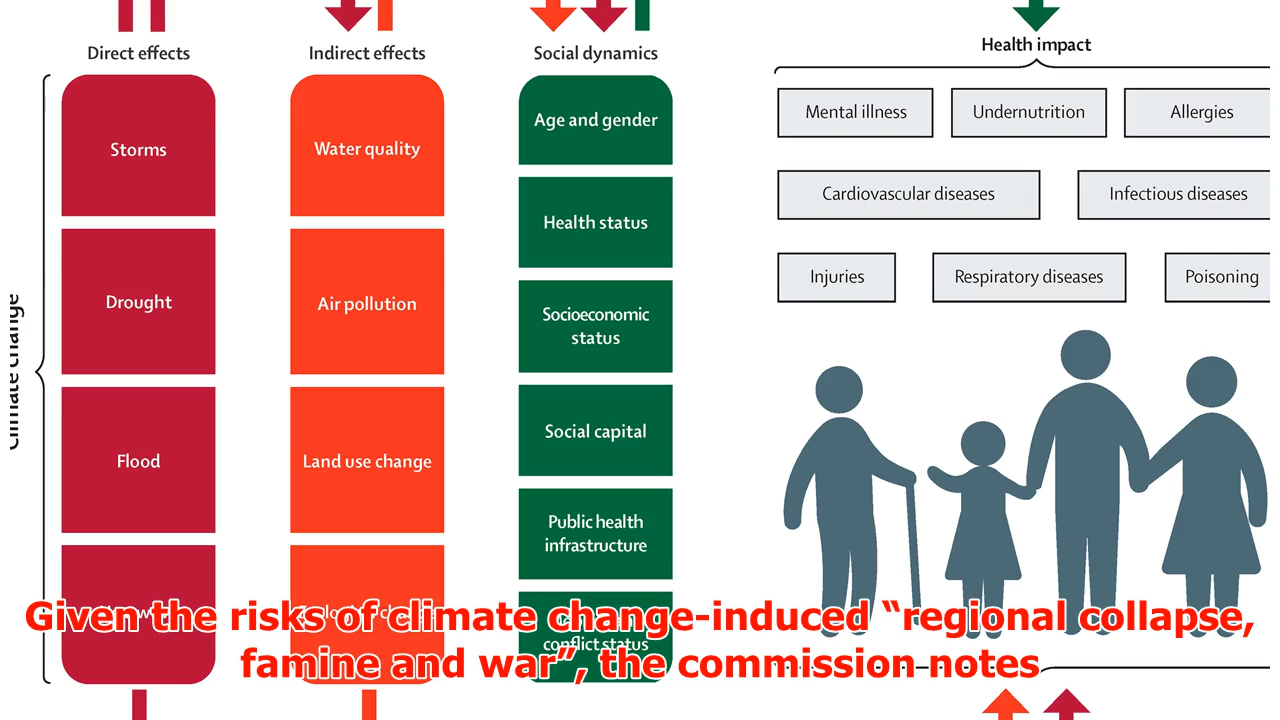 Direct effects
Indirect effects
Social dynamics
Health impact
Storms
Drought
Flood
Water quality
Air pollution
Land use change
Age and gender
Health status
Socioeconomic
status
Social capital
Public health
infrastructure
conflict status
Mental illness
Undernutrition
Allergies
Cardiovascular diseases
Infectious diseases
Injuries
Respiratory diseases
Poisoning
Climate change
Given the risks of climate change-induced “regional collapse,
famine and war”, the commission notes